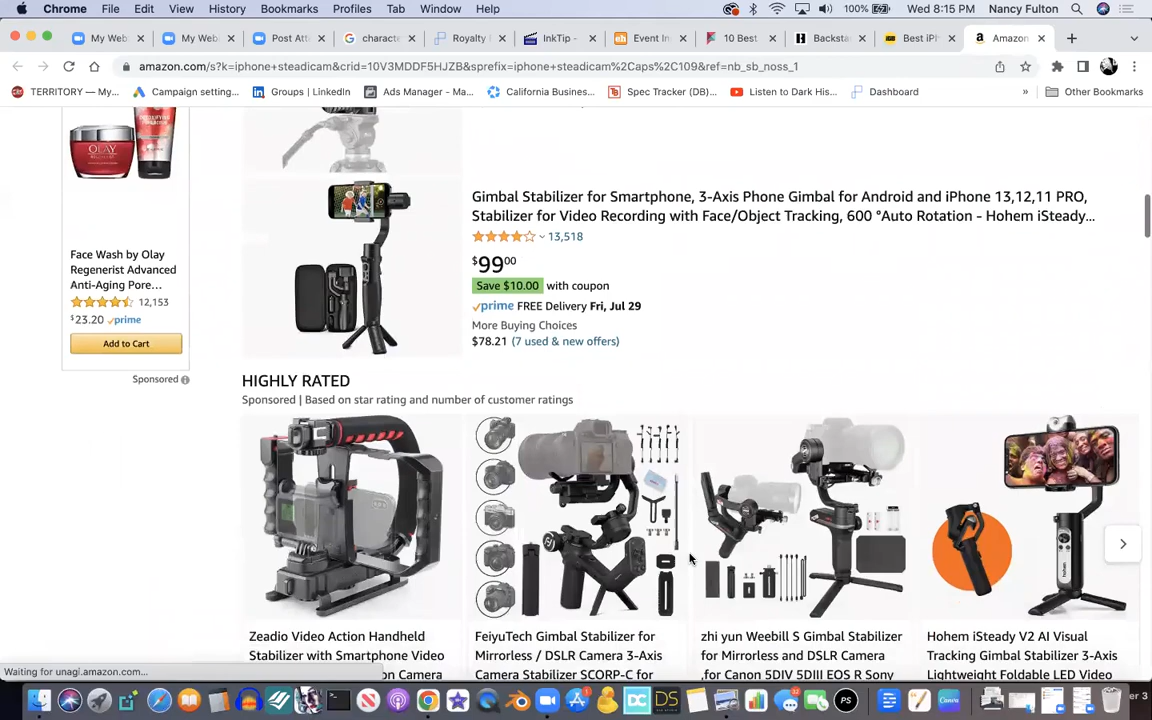 Chrome File Edit View History Bookmarks Profiles Tab Window Help 100% Wed 8:15 PM Nancy Fulton
My Web My Web Post Att G characte Royalty InkTip - Event In 10 Best Backsta Best iPh Amazon
amazon.com/s?k=iphone+steadicam&crid=10V3MDDF5HJZB&sprefix=iphone+steadicam%2Caps%2C109&ref=nb_sb_noss_1
TERRITORY — My... Campaign setting... Groups | LinkedIn Ads Manager - Ma... California Busines... Spec Tracker (DB)... Listen to Dark His... Dashboard » Other Bookmarks
OLAY
Face Wash by Olay
Regenerist Advanced
Anti-Aging Pore...
12,153
$23.20 prime
Add to Cart
Sponsored
Gimbal Stabilizer for Smartphone, 3-Axis Phone Gimbal for Android and iPhone 13,12,11 PRO,
Stabilizer for Video Recording with Face/Object Tracking, 600 °Auto Rotation - Hohem iSteady...
13,518
$99.00
Save $10.00 with coupon
prime FREE Delivery Fri, Jul 29
More Buying Choices
$78.21 (7 used & new offers)
HIGHLY RATED
Sponsored | Based on star rating and number of customer ratings
Zeadio Video Action Handheld
Stabilizer with Smartphone Video
FeiyuTech Gimbal Stabilizer for
Mirrorless / DSLR Camera 3-Axis
Camera Stabilizer SCORP-C for
zhi yun Weebill S Gimbal Stabilizer
for Mirrorless and DSLR Camera
,for Canon 5DIV 5DIII EOS R Sony
Hohem iSteady V2 AI Visual
Tracking Gimbal Stabilizer 3-Axis
Lightweight Foldable LED Video
Waiting for unagi.amazon.com...
DC DS PS